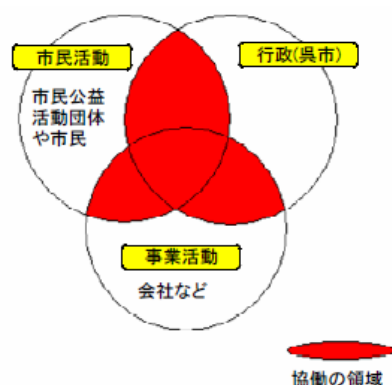 市民活動
行政(呉市)
市民公益
活動団体
や市民
事業活動
会社など
協働の領域